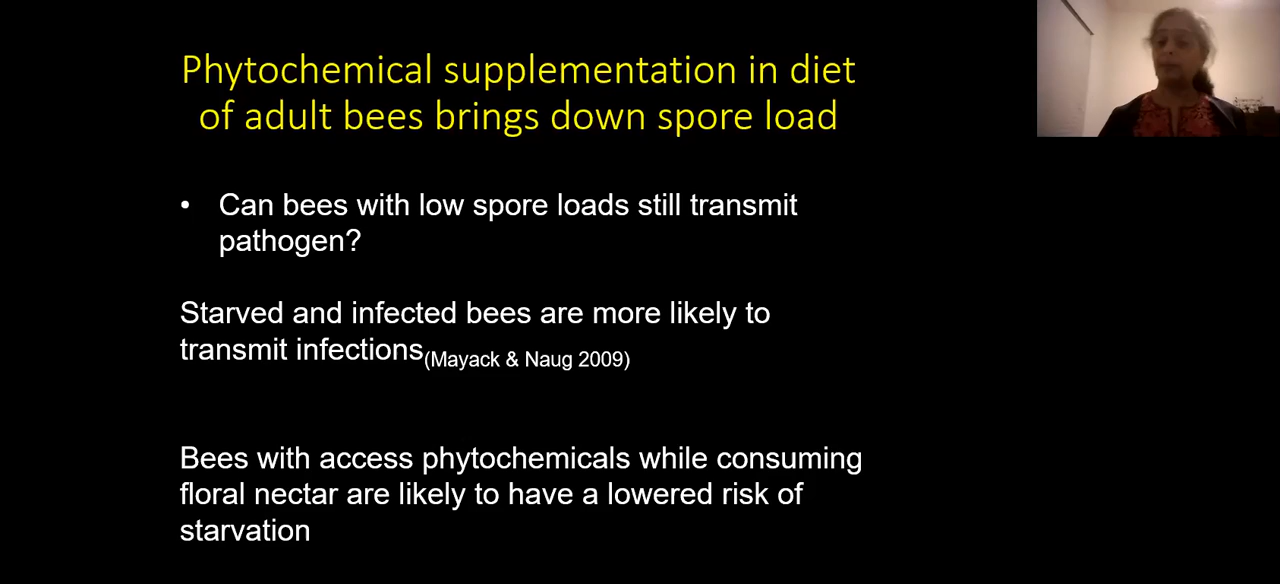 Phytochemical supplementation in diet
of adult bees brings down spore load
• Can bees with low spore loads still transmit
pathogen?
Starved and infected bees are more likely to
transmit infections(Mayack & Naug 2009)
Bees with access phytochemicals while consuming
floral nectar are likely to have a lowered risk of
starvation